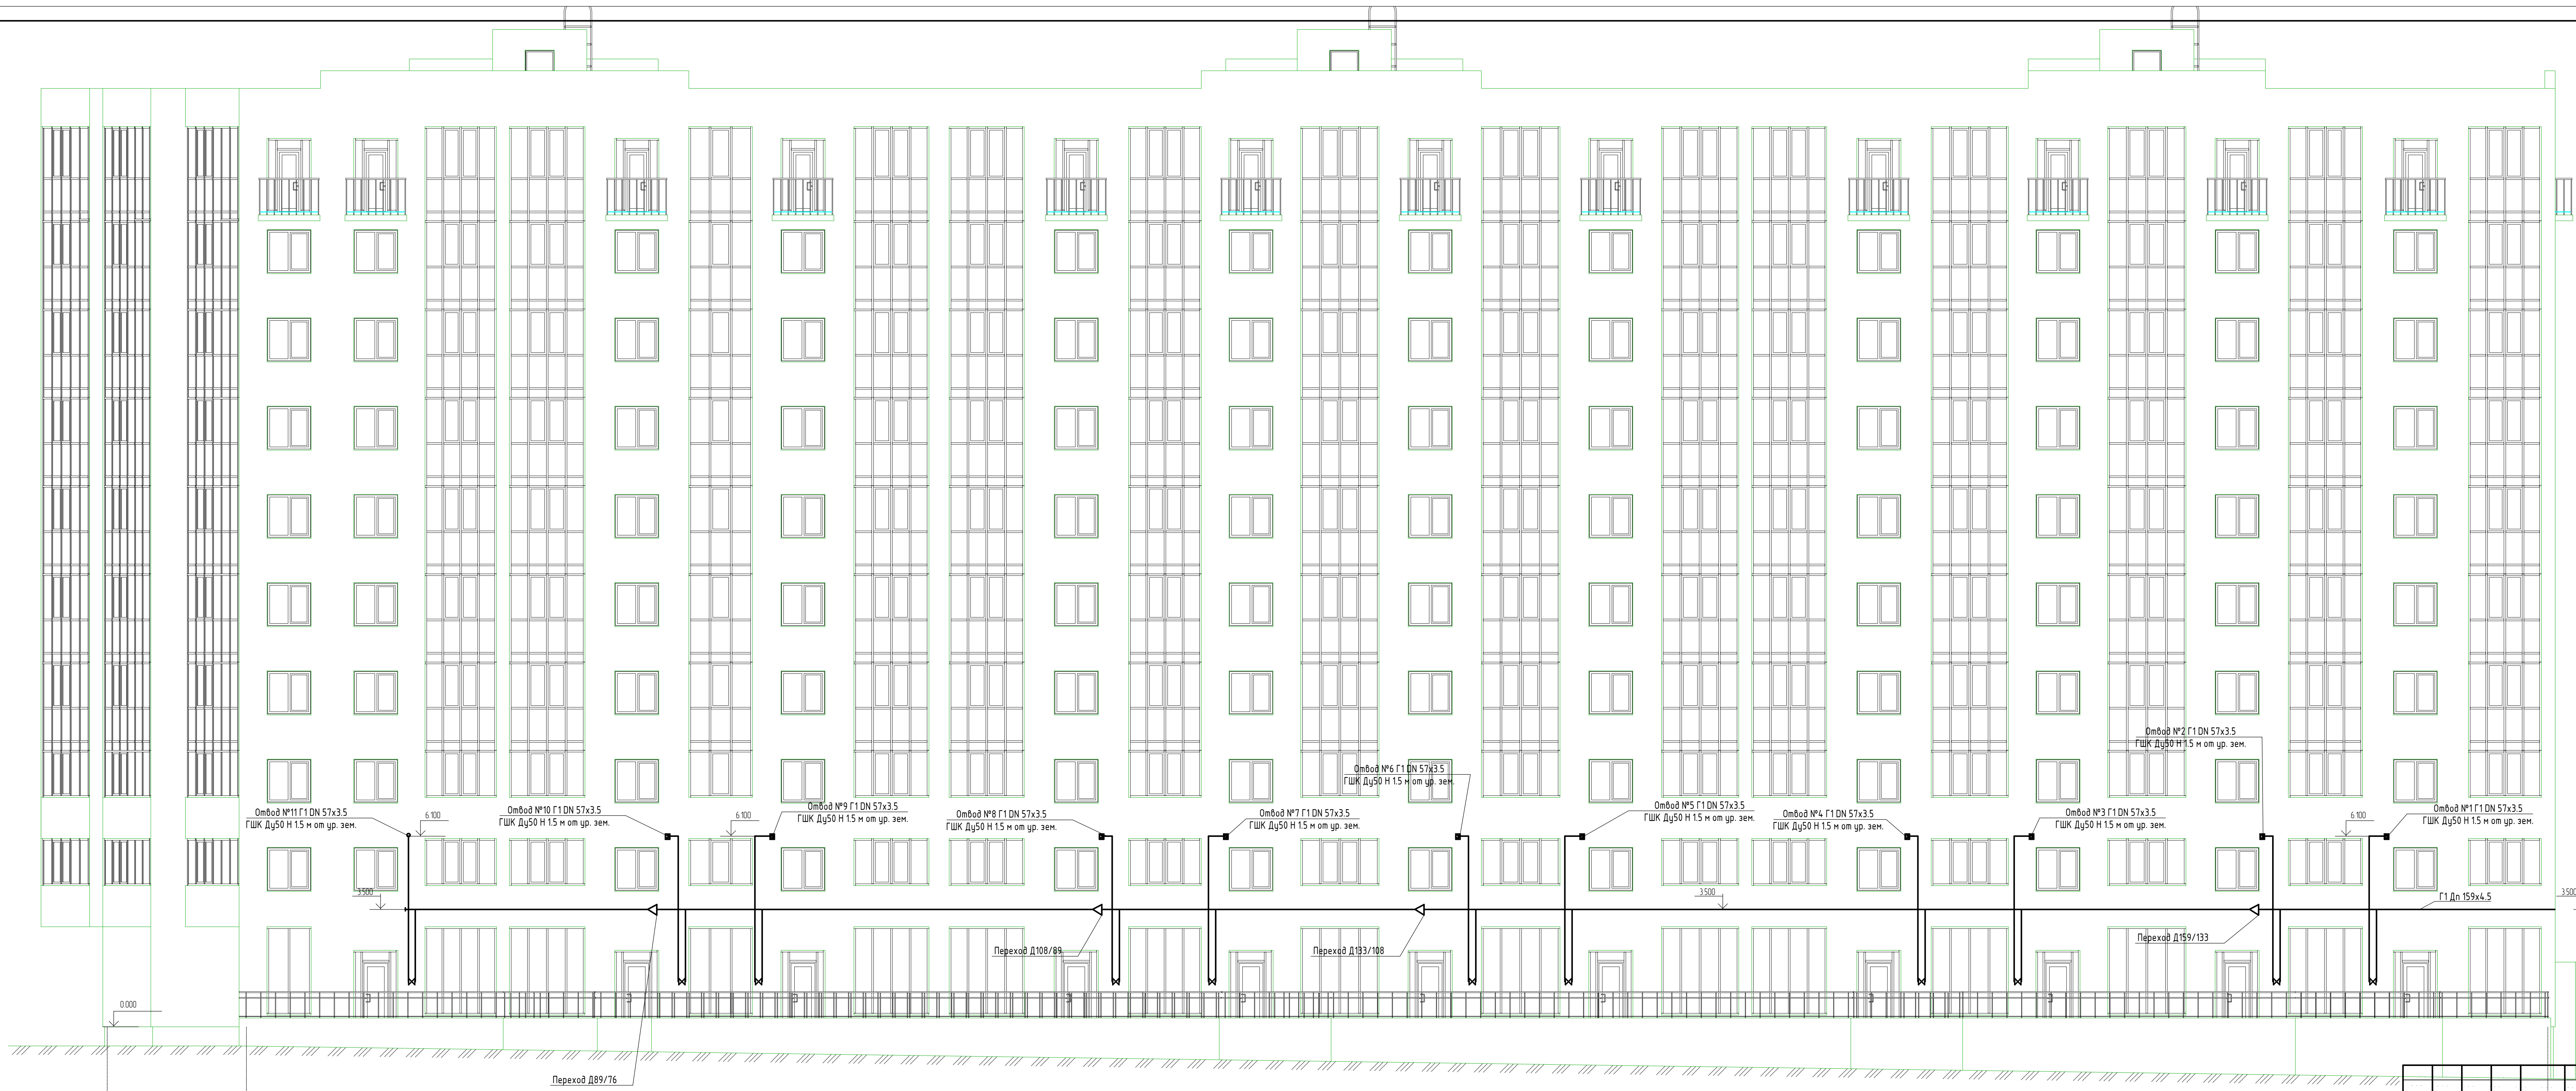 Отвод №2 Г1 DN 57х3.5
ГШК Ду50 Н 1.5 м от ур. зем.
Отвод №6 Г1 DN 57х3.5
ГШК Ду50 Н 1.5 м от ур. зем.
Отвод №11 Г1 DN 57х3.5
ГШК Ду50 Н 1.5 м от ур. зем.
6.100
Отвод №10 Г1 DN 57х3.5
ГШК Ду50 Н 1.5 м от ур. зем.
6.100
Отвод №9 Г1 DN 57х3.5
ГШК Ду50 Н 1.5 м от ур. зем.
Отвод №8 Г1 DN 57х3.5
ГШК Ду50 Н 1.5 м от ур. зем.
Отвод №7 Г1 DN 57х3.5
ГШК Ду50 Н 1.5 м от ур. зем.
Отвод №5 Г1 DN 57х3.5
ГШК Ду50 Н 1.5 м от ур. зем.
Отвод №4 Г1 DN 57х3.5
ГШК Ду50 Н 1.5 м от ур. зем.
Отвод №3 Г1 DN 57х3.5
ГШК Ду50 Н 1.5 м от ур. зем.
6.100
Отвод №1 Г1 DN 57х3.5
ГШК Ду50 Н 1.5 м от ур. зем.
3.500
3.500
Г1 Дп 159х4.5
3.500
Переход Д108/89
Переход Д133/108
Переход Д159/133
0.000
Переход Д89/76